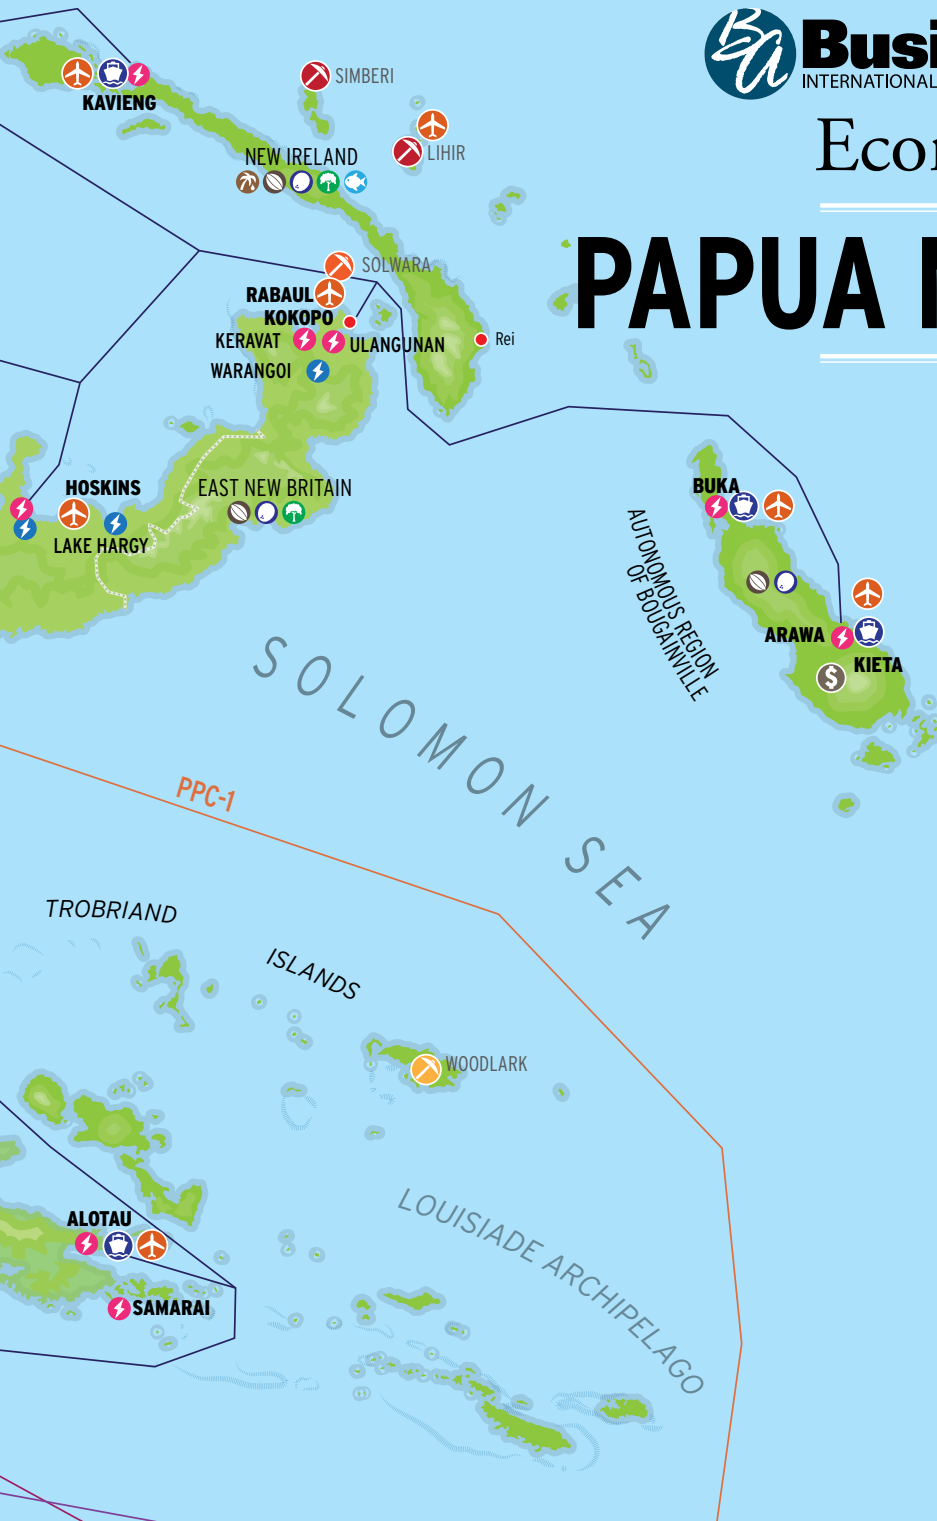 BA
Busi
INTERNATIONAL
Econ
PAPUA N
KAVIENG
SIMBERI
LIHIR
NEW IRELAND
SOLWARA
RABAUL
KOKOPO
KERAVAT
ULANGUNAN
Rei
WARANGOI
HOSKINS
EAST NEW BRITAIN
LAKE HARGY
BUKA
AUTONOMOUS REGION
OF BOUGAINVILLE
ARAWA
KIETA
$
SOLOMON SEA
PPC-1
TROBRIAND
ISLANDS
WOODLARK
LOUISIADE ARCHIPELAGO
ALOTAU
SAMARAI